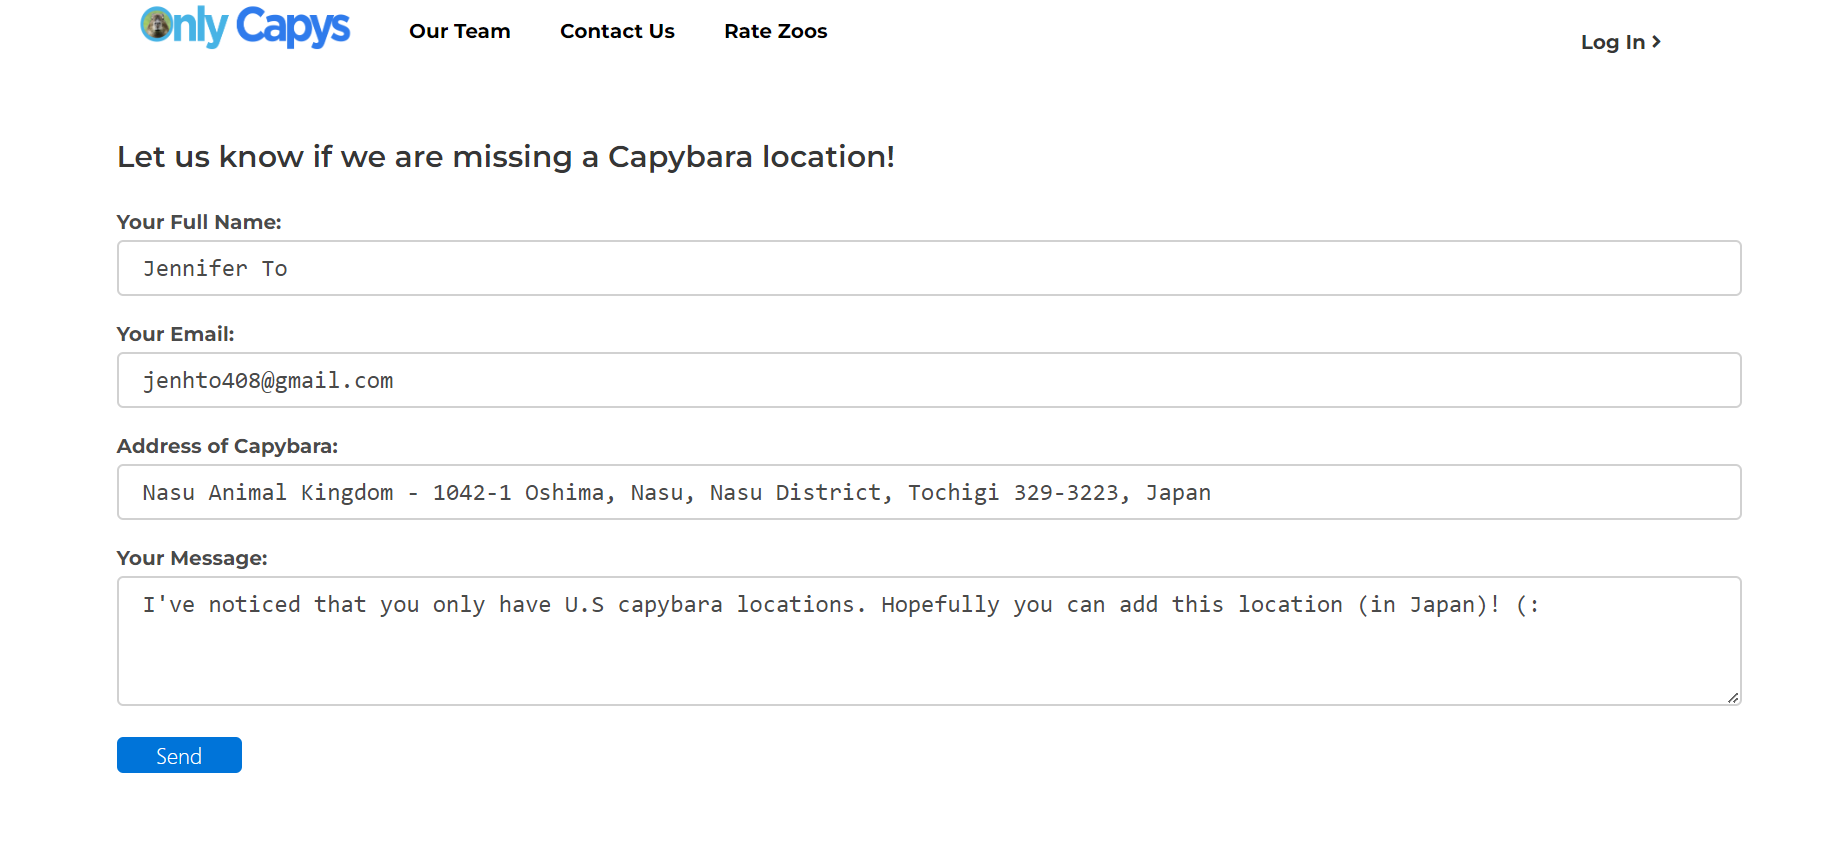 Only Capys
Our Team
Contact Us
Rate Zoos
Log In
Let us know if we are missing a Capybara location!
Your Full Name:
Jennifer To
Your Email:
jenhto408@gmail.com
Address of Capybara:
Nasu Animal Kingdom - 1042-1 Oshima, Nasu, Nasu District, Tochigi 329-3223, Japan
Your Message:
I've noticed that you only have U.S capybara locations. Hopefully you can add this location (in Japan)! (:
Send